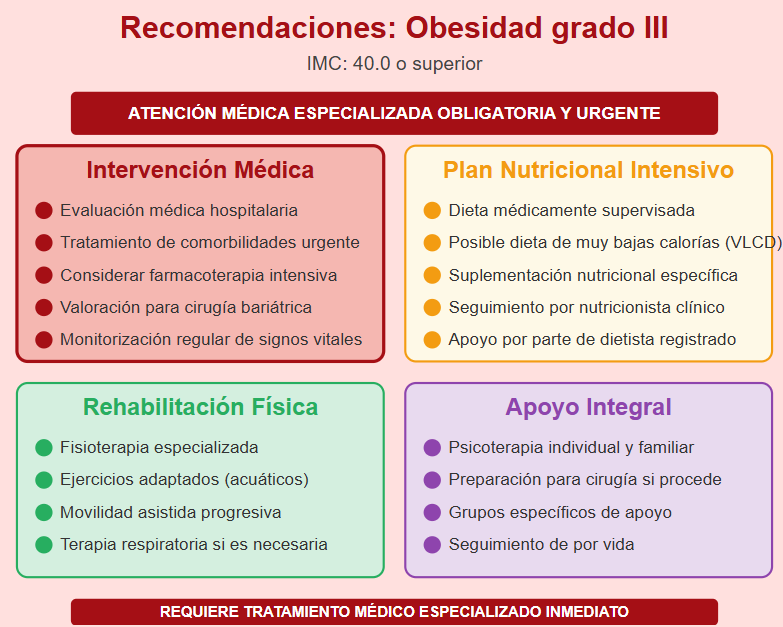 Recomendaciones: Obesidad grado III
IMC: 40.0 o superior
ATENCIÓN MÉDICA ESPECIALIZADA OBLIGATORIA Y URGENTE
Intervención Médica
Evaluación médica hospitalaria
Tratamiento de comorbilidades urgente
Considerar farmacoterapia intensiva
Valoración para cirugía bariátrica
Monitorización regular de signos vitales
Plan Nutricional Intensivo
Dieta médicamente supervisada
Posible dieta de muy bajas calorías (VLCD)
Suplementación nutricional específica
Seguimiento por nutricionista clínico
Apoyo por parte de dietista registrado
Rehabilitación Física
Fisioterapia especializada
Ejercicios adaptados (acuáticos)
Movilidad asistida progresiva
Terapia respiratoria si es necesaria
Apoyo Integral
Psicoterapia individual y familiar
Preparación para cirugía si procede
Grupos específicos de apoyo
Seguimiento de por vida
REQUIERE TRATAMIENTO MÉDICO ESPECIALIZADO INMEDIATO